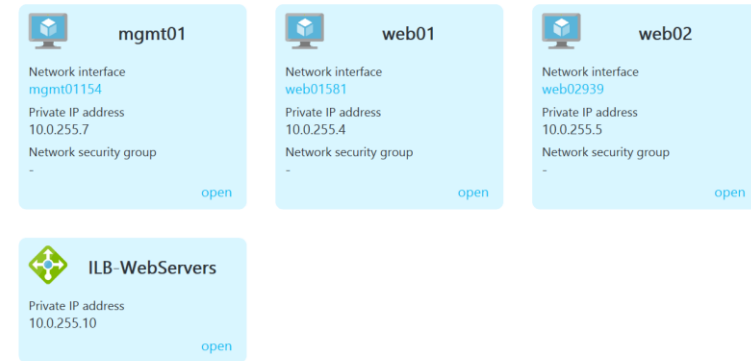 mgmt01
Network interface
mgmt01154
Private IP address
10.0.255.7
Network security group
-
open
web01
Network interface
web01581
Private IP address
10.0.255.4
Network security group
-
open
web02
Network interface
web02939
Private IP address
10.0.255.5
Network security group
-
open
ILB-WebServers
Private IP address
10.0.255.10
open